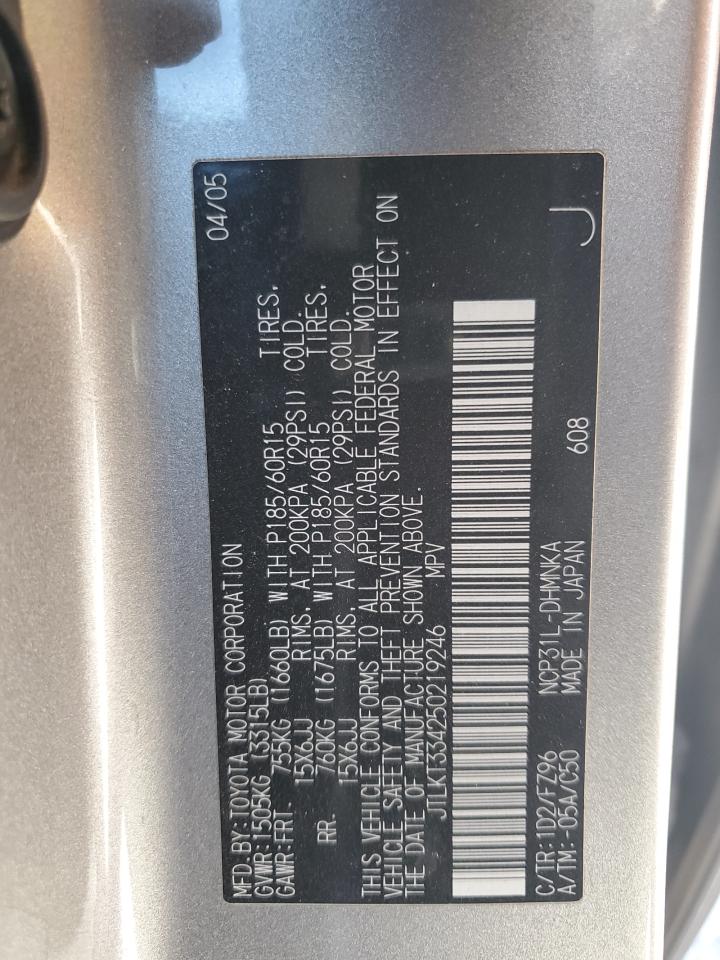 MFD.BY:TOYOTA MOTOR CORPORATION 04/05
GVWR:1505KG (3315LB)
GAWR:FRT. 755KG (1660LB) WITH P185/60R15 TIRES,
15X6JJ RIMS, AT 200KPA (29PSI) COLD.
RR. 760KG (1675LB) WITH P185/60R15 TIRES,
15X6JJ RIMS, AT 200KPA (29PSI) COLD.
THIS VEHICLE CONFORMS TO ALL APPLICABLE FEDERAL MOTOR
VEHICLE SAFETY AND THEFT PREVENTION STANDARDS IN EFFECT ON
THE DATE OF MANUFACTURE SHOWN ABOVE.
JTLKT334250219246 MPV
C/TR:1D2/FZ96 NCP31L-DHMNKA
A/TM:-05A/C50 MADE IN JAPAN 608 J